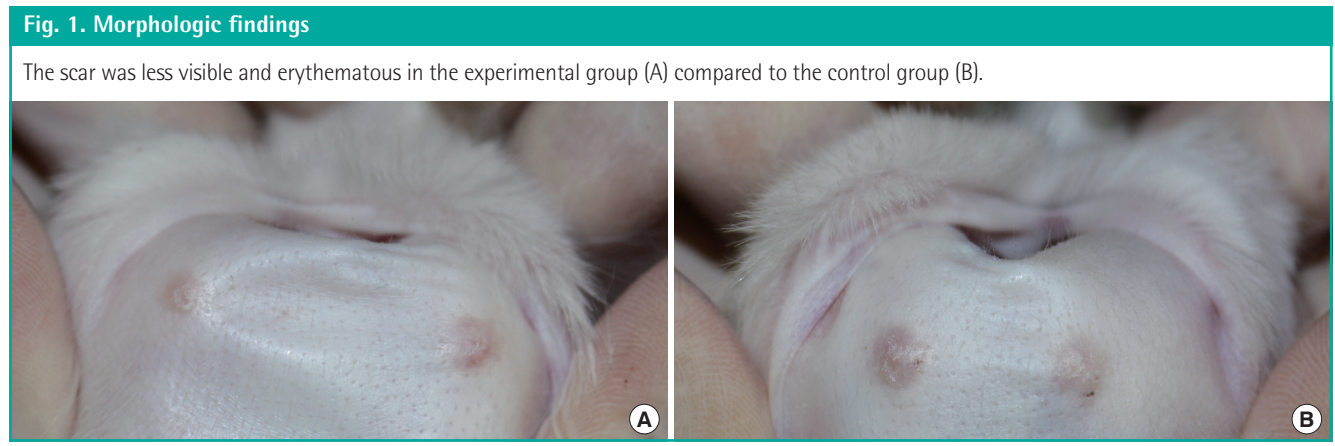 Fig. 1. Morphologic findings
The scar was less visible and erythematous in the experimental group (A) compared to the control group (B).
A
B